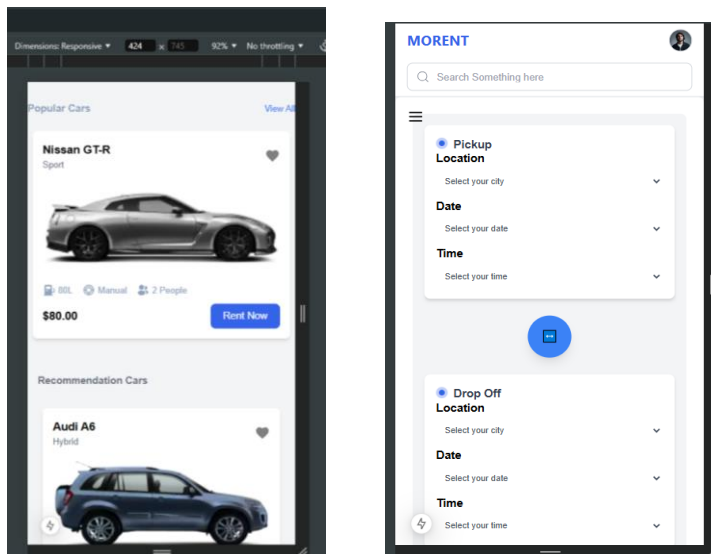 Dimensions: Responsive ▾ 424 x 745 92% ▾ No throttling ▾
Popular Cars View All
Nissan GT-R
Sport
80L Manual 2 People
$80.00 Rent Now
Recommendation Cars
Audi A6
Hybrid
MORENT
Search Something here
Pickup
Location
Select your city
Date
Select your date
Time
Select your time
Drop Off
Location
Select your city
Date
Select your date
Time
Select your time